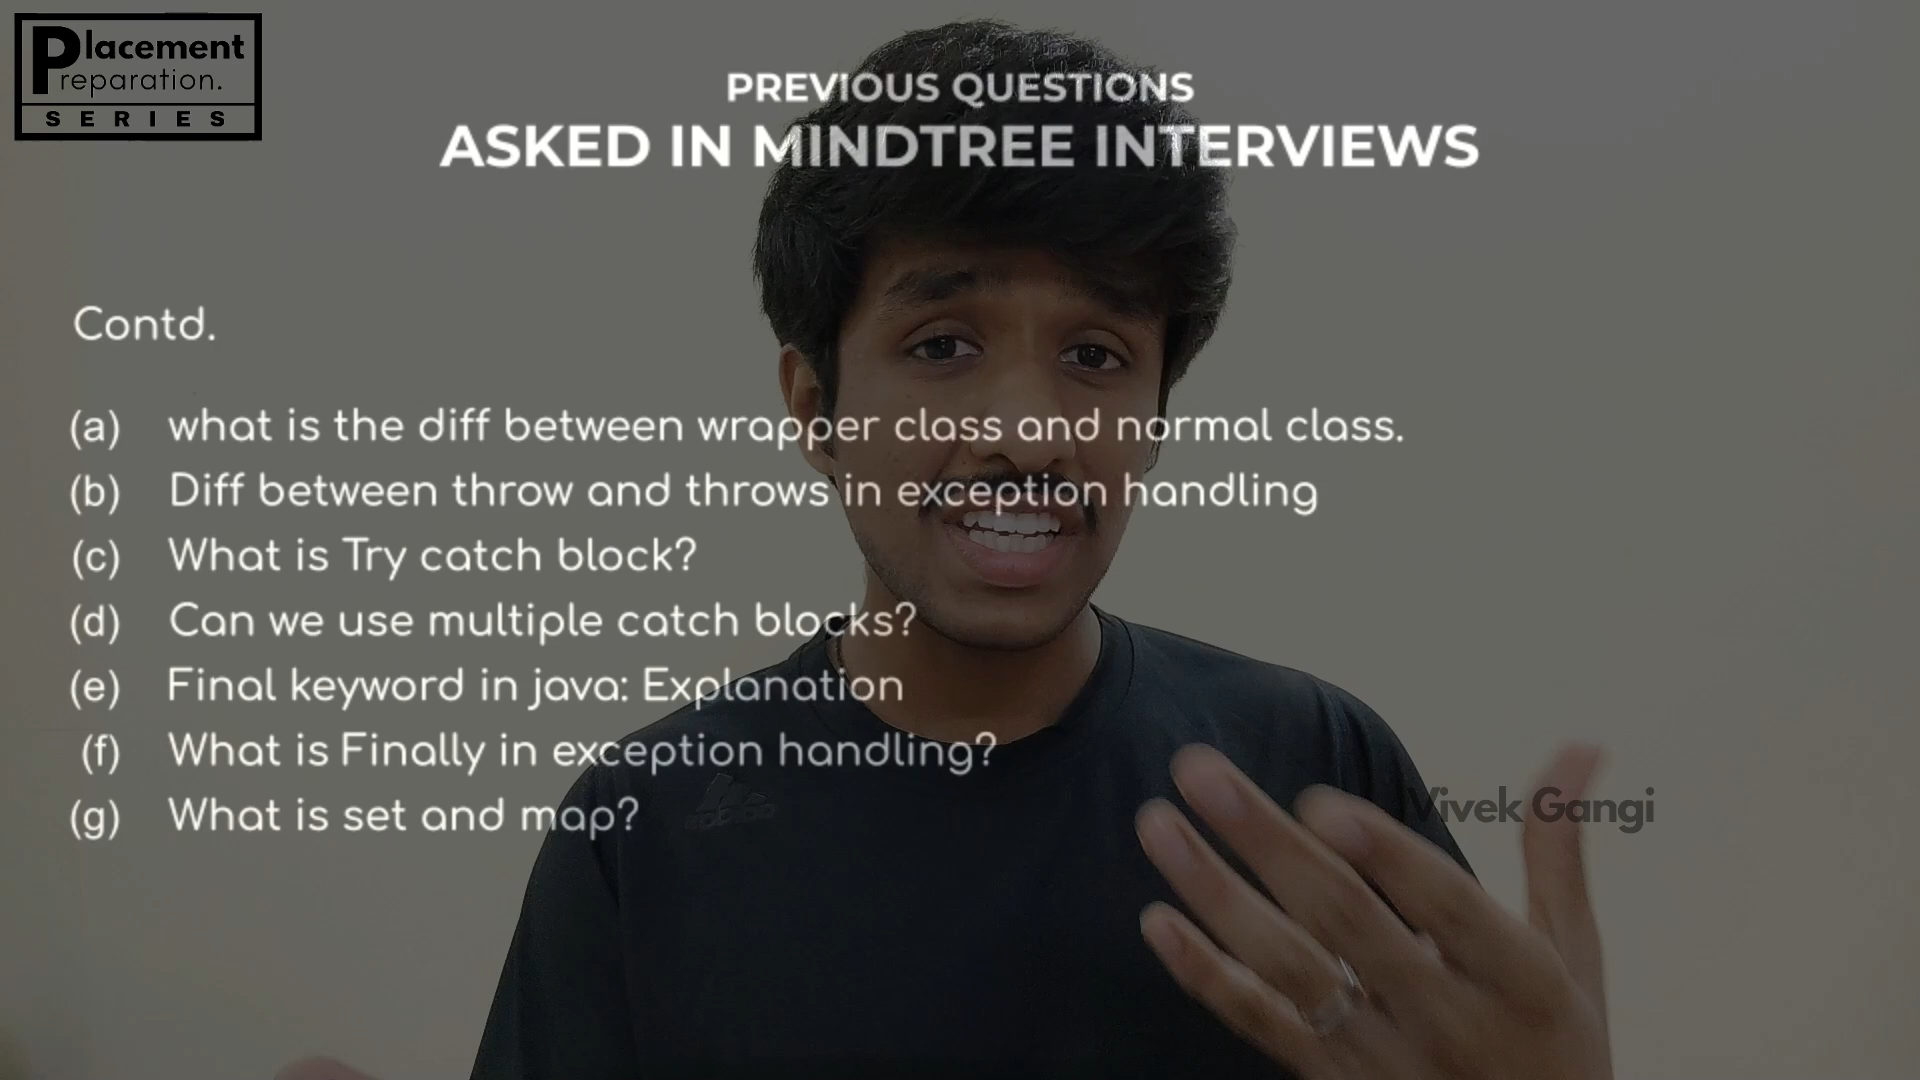 Placement
Preparation.
SERIES
PREVIOUS QUESTIONS
ASKED IN MINDTREE INTERVIEWS
Contd.
(a) what is the diff between wrapper class and normal class.
(b) Diff between throw and throws in exception handling
(c) What is Try catch block?
(d) Can we use multiple catch blocks?
(e) Final keyword in java: Explanation
(f) What is Finally in exception handling?
(g) What is set and map?
adidas
Vivek Gangi